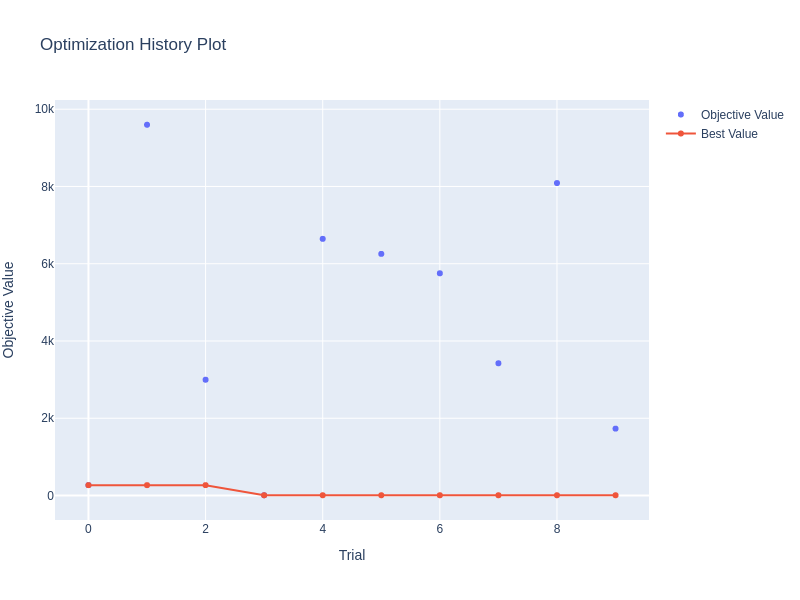 Optimization History Plot
Objective Value
Best Value
10k
8k
6k
4k
2k
0
Objective Value
0 2 4 6 8
Trial